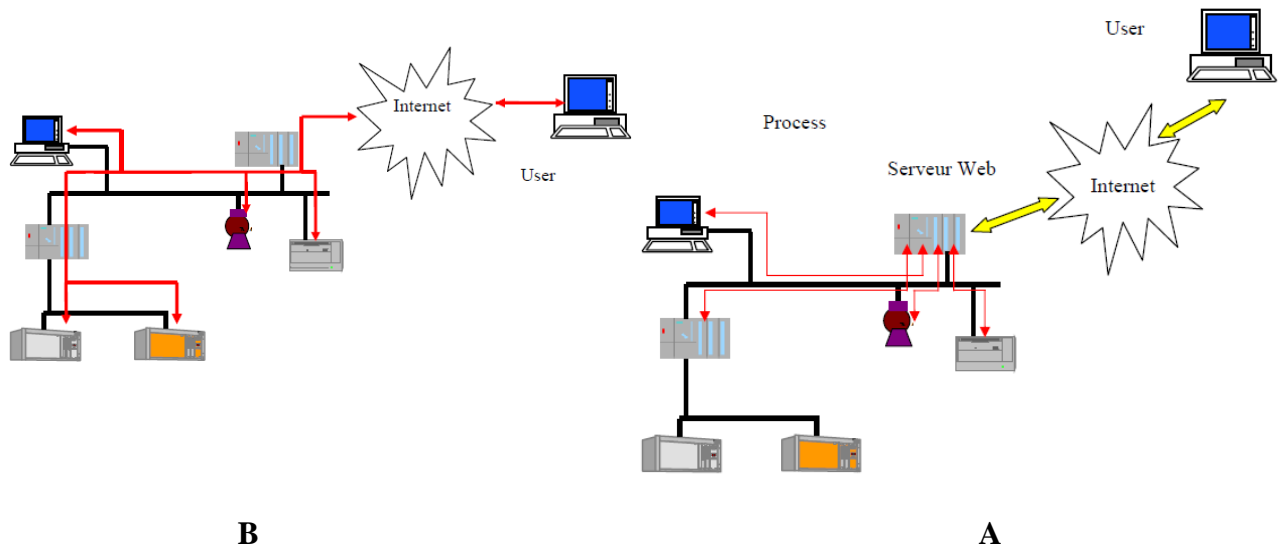 Internet
User
B
User
Process
Serveur Web
Internet
A